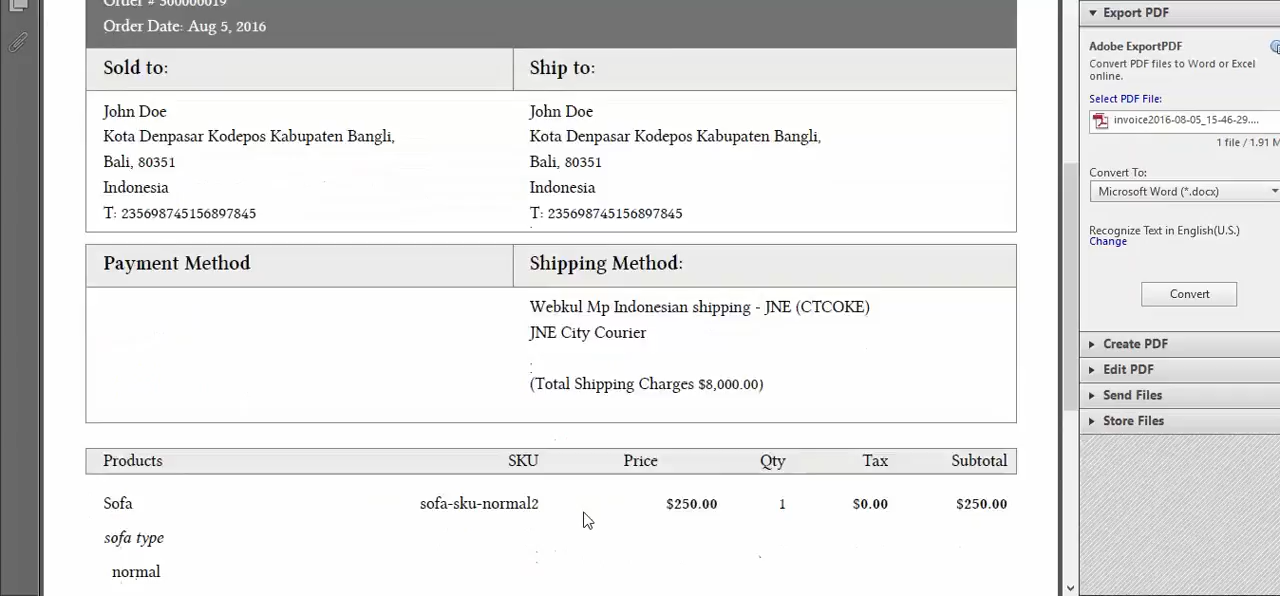 Order # 300000019
Order Date: Aug 5, 2016
Sold to:
Ship to:
John Doe
Kota Denpasar Kodepos Kabupaten Bangli,
Bali, 80351
Indonesia
T: 235698745156897845
John Doe
Kota Denpasar Kodepos Kabupaten Bangli,
Bali, 80351
Indonesia
T: 235698745156897845
Payment Method
Shipping Method:
Webkul Mp Indonesian shipping - JNE (CTCOKE)
JNE City Courier
:
(Total Shipping Charges $8,000.00)
Products SKU Price Qty Tax Subtotal
Sofa sofa-sku-normal2 $250.00 1 $0.00 $250.00
sofa type
normal
Export PDF
Adobe ExportPDF
Convert PDF files to Word or Excel
online.
Select PDF File:
invoice2016-08-05_15-46-29....
1 file / 1.91 M
Convert To:
Microsoft Word (*.docx)
Recognize Text in English(U.S.)
Change
Convert
Create PDF
Edit PDF
Send Files
Store Files